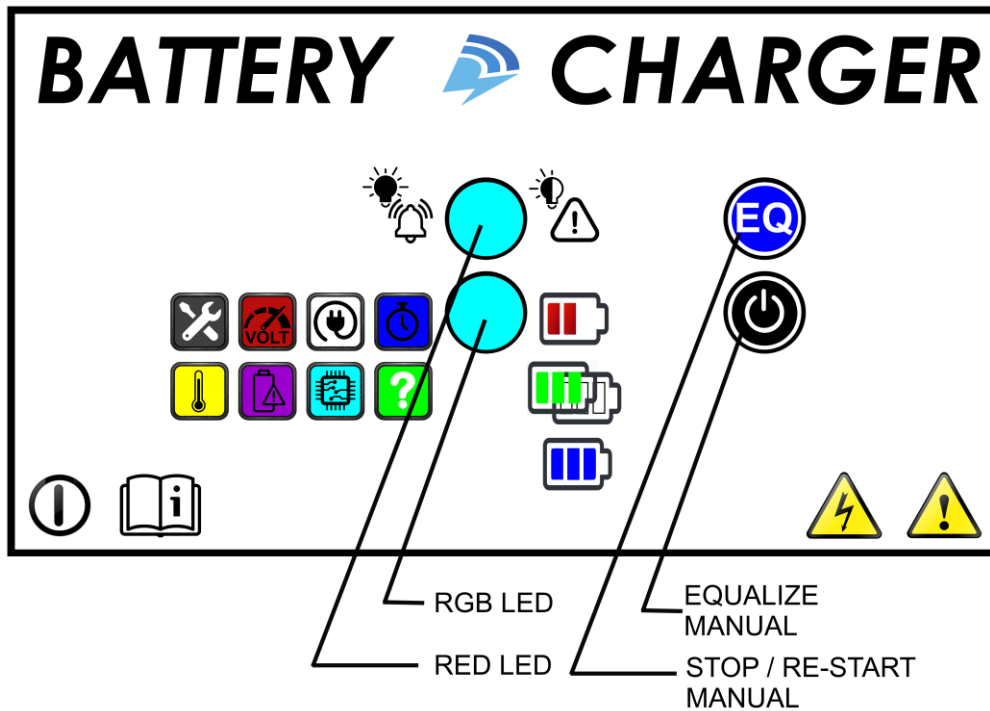 BATTERY CHARGER
EQ
VOLT
?
i
RGB LED
RED LED
EQUALIZE
MANUAL
STOP / RE-START
MANUAL